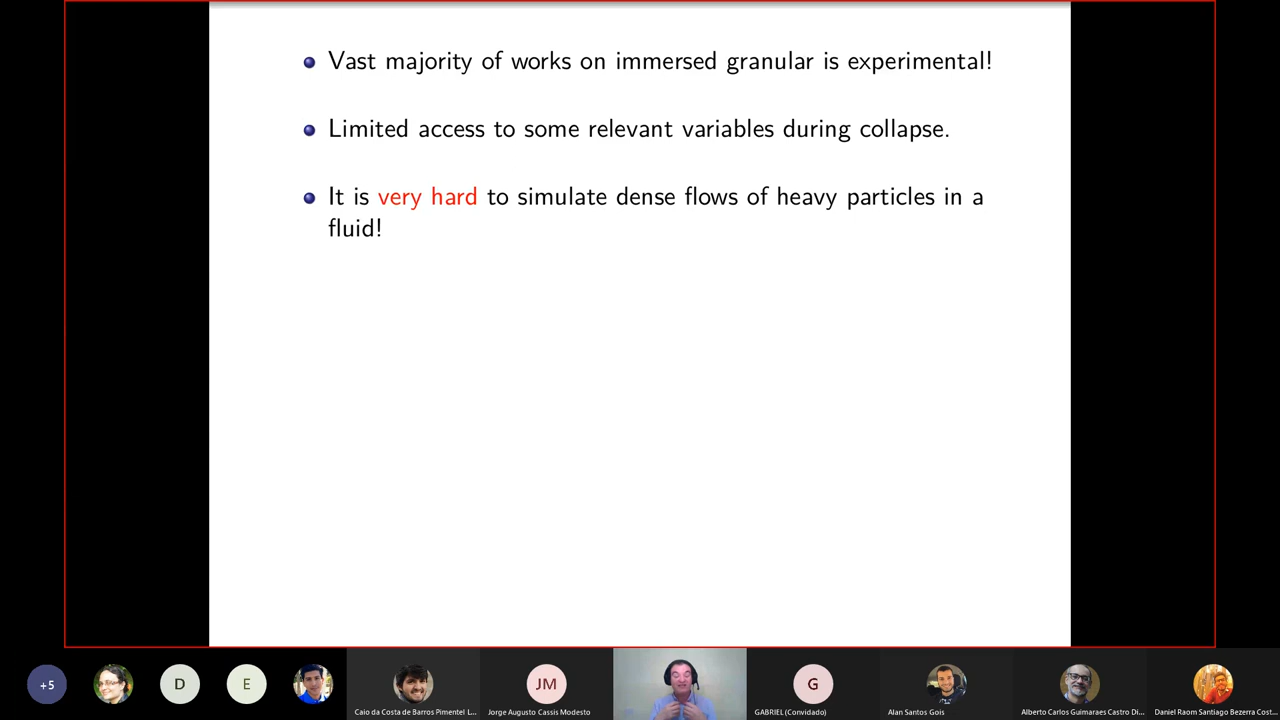 Vast majority of works on immersed granular is experimental!
Limited access to some relevant variables during collapse.
It is very hard to simulate dense flows of heavy particles in a
fluid!
+5
D
E
Caio da Costa de Barros Pimentel L...
JM
Jorge Augusto Cassis Modesto
G
GABRIEL (Convidado)
Alan Santos Gois
Alberto Carlos Guimaraes Castro Di...
Daniel Raom Santiago Bezerra Cost...